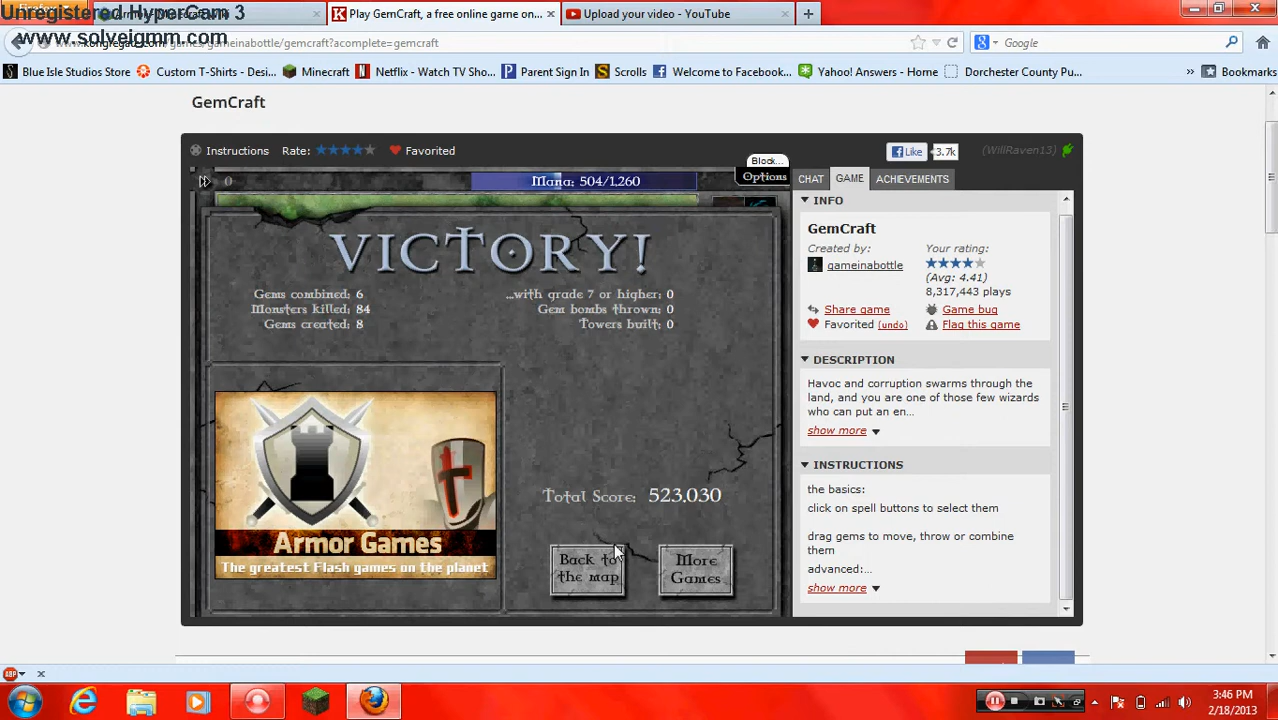 Unregistered HyperCam 3
www.solveigmm.com
Play GemCraft, a free online game on...
Upload your video - YouTube
games/gameinabottle/gemcraft?acomplete=gemcraft
Google
Blue Isle Studios Store
Custom T-Shirts - Desi...
Minecraft
Netflix - Watch TV Sho...
Parent Sign In
Scrolls
Welcome to Facebook...
Yahoo! Answers - Home
Dorchester County Pu...
»
Bookmarks
GemCraft
Instructions Rate: Favorited
Like 3.7k (WillRaven13)
0
Mana: 504/1,260
Block...
Options
CHAT GAME ACHIEVEMENTS
VICTORY!
Gems combined: 6
Monsters killed: 84
Gems created: 8
...with grade 7 or higher: 0
Gem bombs thrown: 0
Towers built: 0
Armor Games
The greatest Flash games on the planet
Total Score: 523,030
Back to
the map
More
Games
INFO
GemCraft
Created by:
gameinabottle
Your rating:
(Avg: 4.41)
8,317,443 plays
Share game
Game bug
Favorited (undo)
Flag this game
DESCRIPTION
Havoc and corruption swarms through the
land, and you are one of those few wizards
who can put an en...
show more
INSTRUCTIONS
the basics:
click on spell buttons to select them
drag gems to move, throw or combine
them
advanced:...
show more
ABP
3:46 PM
2/18/2013